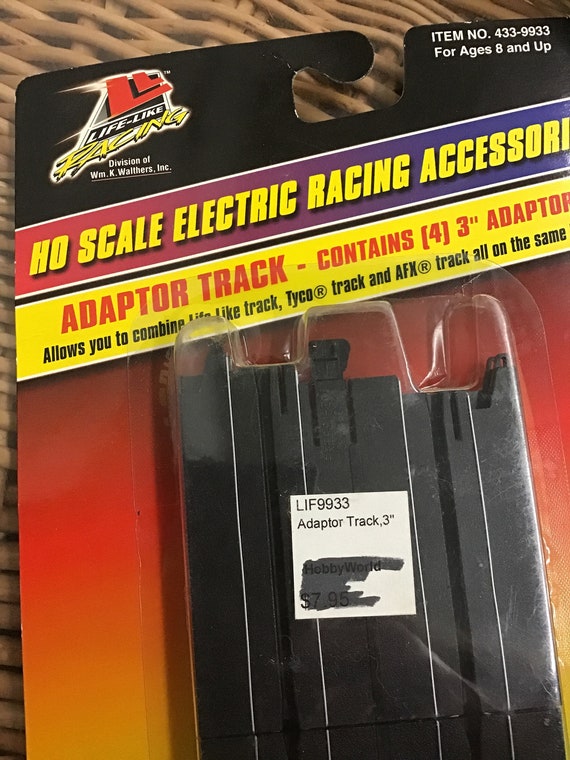 ITEM NO. 433-9933
For Ages 8 and Up
LL™
LIFE-LIKE
RACING
Division of
Wm. K. Walthers, Inc.
HO SCALE ELECTRIC RACING ACCESSORI
ADAPTOR TRACK - CONTAINS (4) 3" ADAPTOR
Allows you to combine Life-Like track, Tyco® track and AFX® track all on the same
LIF9933
Adaptor Track,3"
HobbyWorld
$7.95